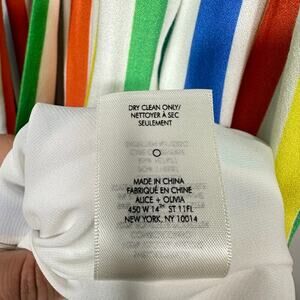 DRY CLEAN ONLY/
NETTOYER À SEC
SEULEMENT
MADE IN CHINA
FABRIQUÉ EN CHINE
ALICE + OLIVIA
450 W 14TH ST 11FL
NEW YORK, NY 10014